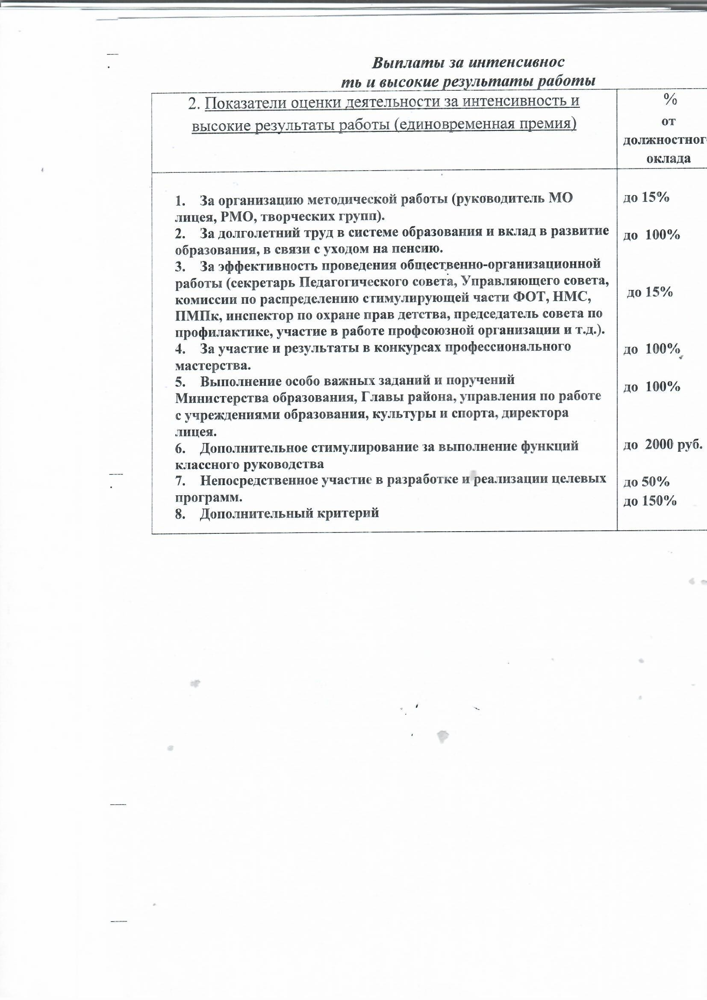 Выплаты за интенсивнос
ть и высокие результаты работы
2. Показатели оценки деятельности за интенсивность и
высокие результаты работы (единовременная премия)
%
от
должностног
оклада
1. За организацию методической работы (руководитель МО
лицея, РМО, творческих групп).
2. За долголетний труд в системе образования и вклад в развитие
образования, в связи с уходом на пенсию.
3. За эффективность проведения общественно-организационной
работы (секретарь Педагогического совета, Управляющего совета,
комиссии по распределению стимулирующей части ФОТ, НМС,
ПМПк, инспектор по охране прав детства, председатель совета по
профилактике, участие в работе профсоюзной организации и т.д.).
4. За участие и результаты в конкурсах профессионального
мастерства.
5. Выполнение особо важных заданий и поручений
Министерства образования, Главы района, управления по работе
с учреждениями образования, культуры и спорта, директора
лицея.
6. Дополнительное стимулирование за выполнение функций
классного руководства
7. Непосредственное участие в разработке и реализации целевых
программ.
8. Дополнительный критерий
до 15%
до 100%
до 15%
до 100%
до 100%
до 2000 руб.
до 50%
до 150%